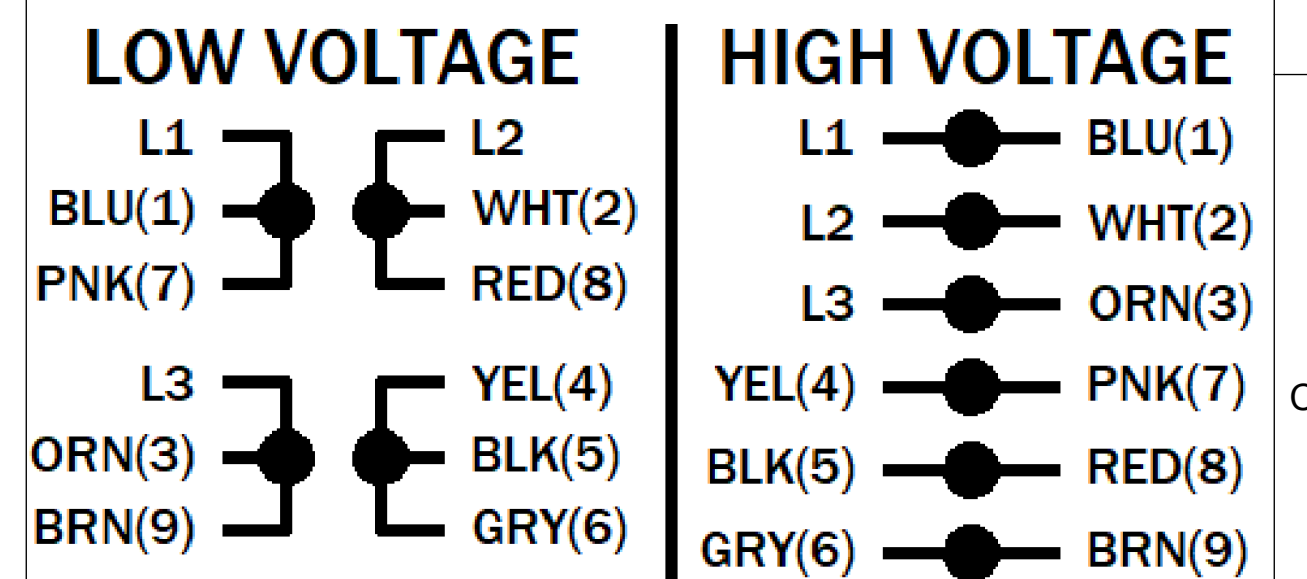 LOW VOLTAGE
L1 L2
BLU(1) WHT(2)
PNK(7) RED(8)
L3 YEL(4)
ORN(3) BLK(5)
BRN(9) GRY(6)
HIGH VOLTAGE
L1 BLU(1)
L2 WHT(2)
L3 ORN(3)
YEL(4) PNK(7)
BLK(5) RED(8)
GRY(6) BRN(9)